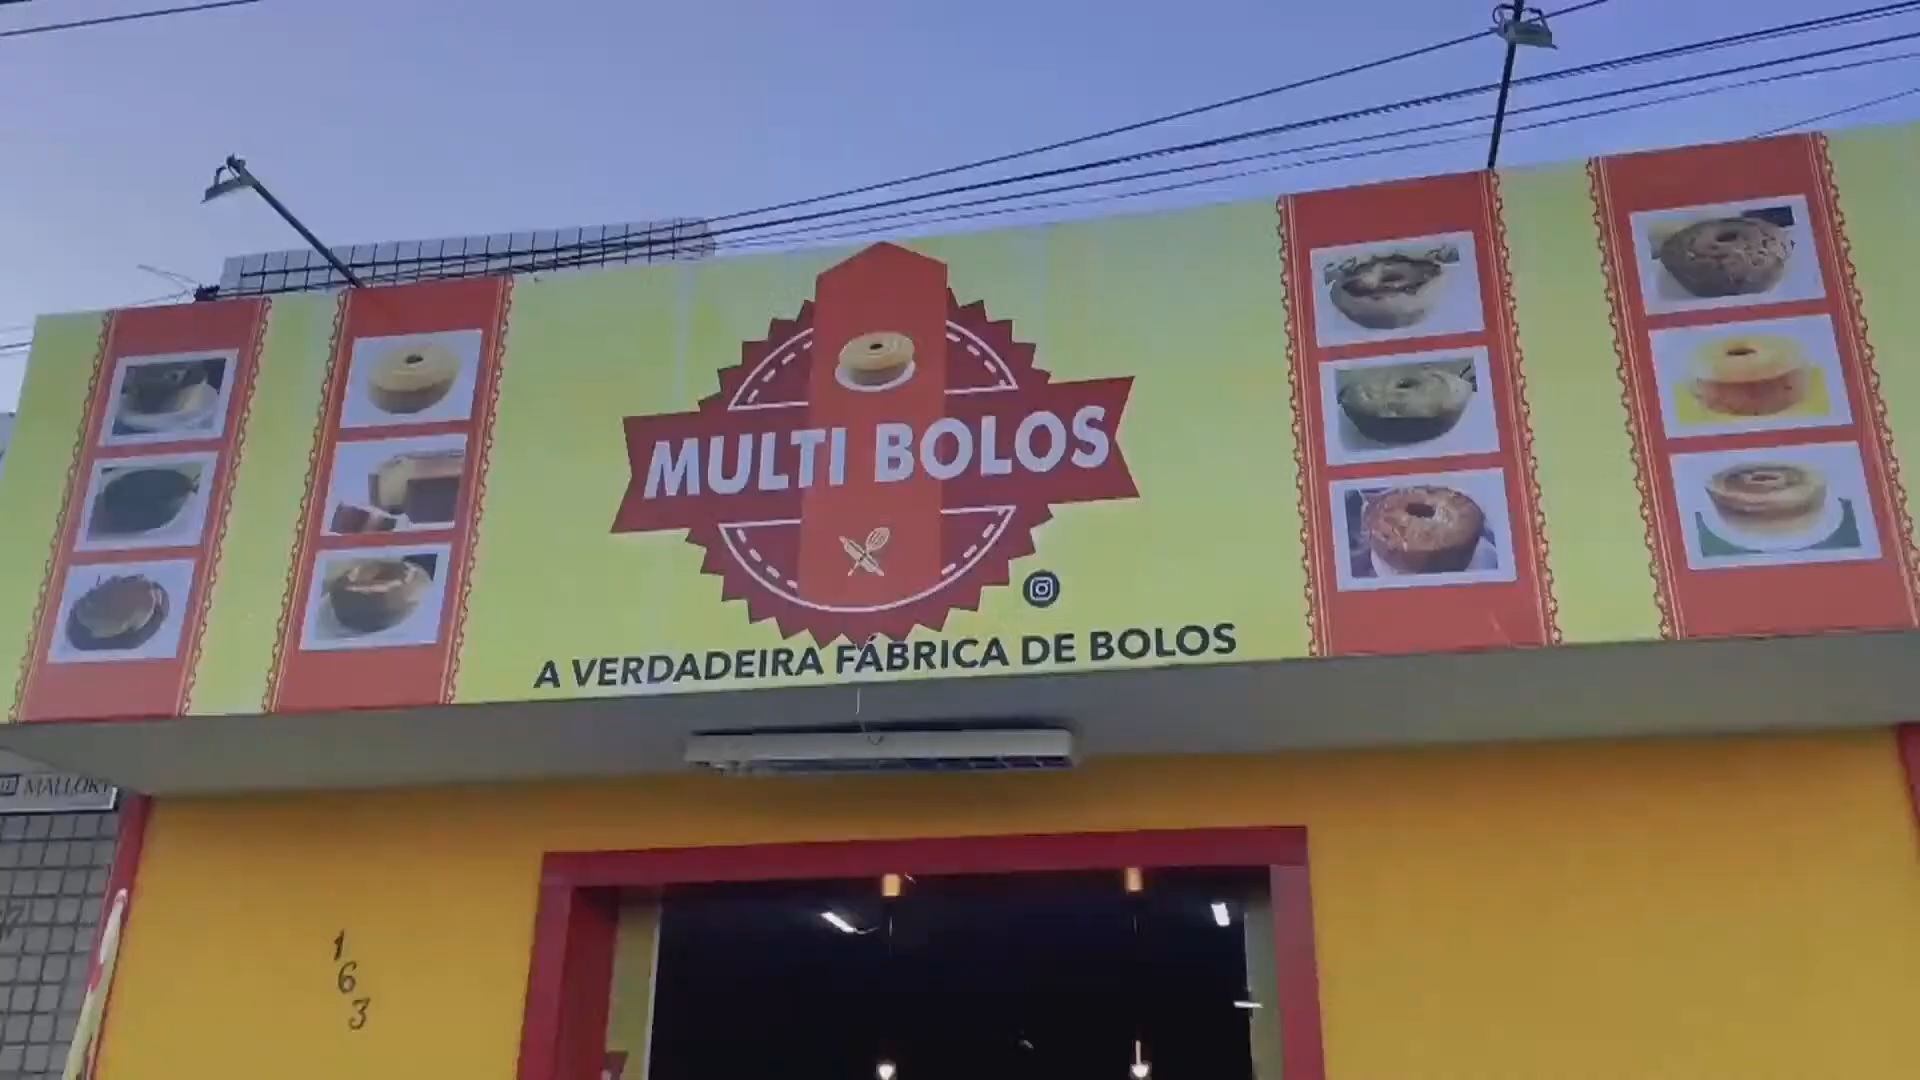 MULTI BOLOS
A VERDADEIRA FÁBRICA DE BOLOS
MALLORY
1
6
3